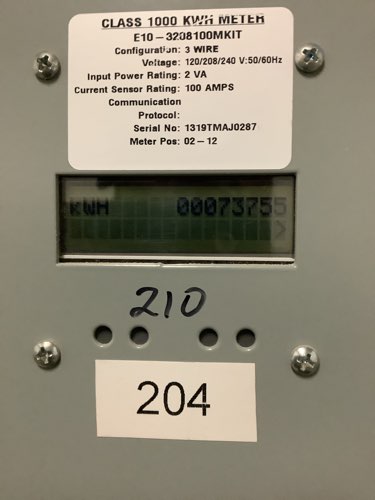 CLASS 1000 KWH METER
E10-3208100MKIT
Configuration: 3 WIRE
Voltage: 120/208/240 V:50/60Hz
Input Power Rating: 2 VA
Current Sensor Rating: 100 AMPS
Communication
Protocol:
Serial No: 1319TMAJ0287
Meter Pos: 02-12
KWH 00073755
>
210
204